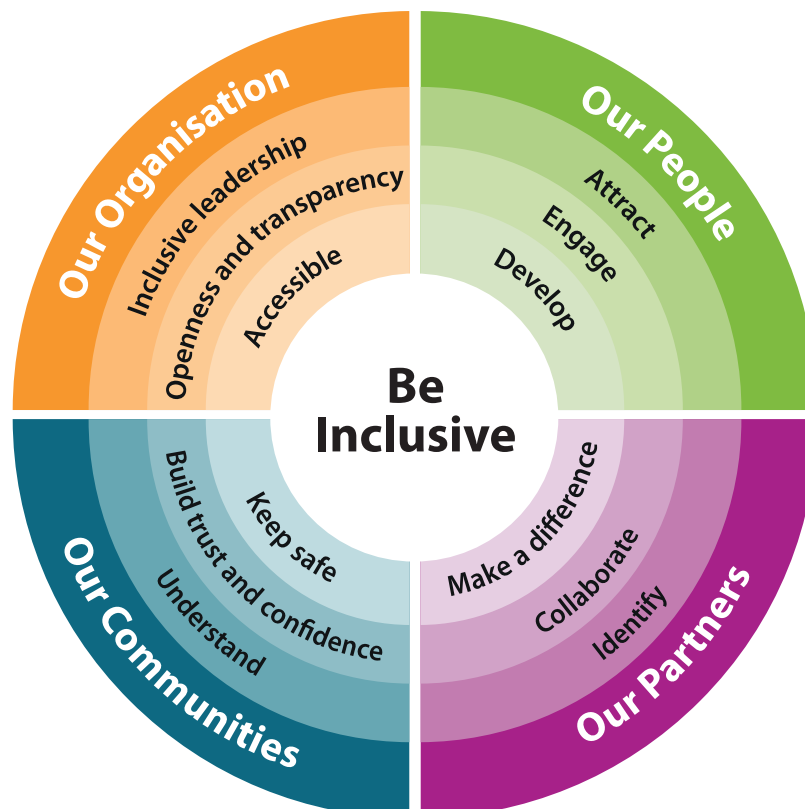 Our Organisation
Inclusive leadership
Openness and transparency
Accessible
Our People
Attract
Engage
Develop
Be
Inclusive
Our Communities
Understand
Build trust and confidence
Keep safe
Our Partners
Identify
Collaborate
Make a difference